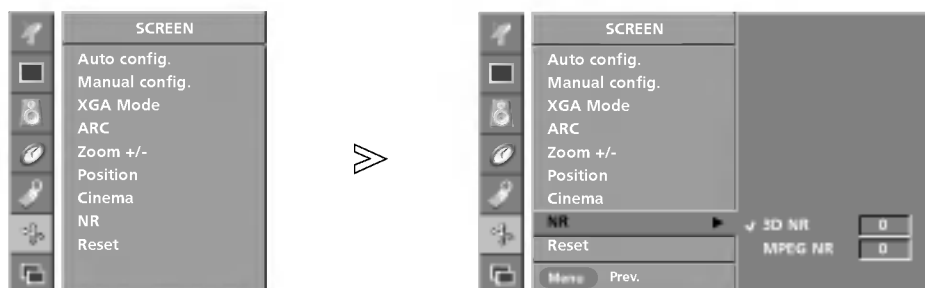 SCREEN
Auto config.
Manual config.
XGA Mode
ARC
Zoom +/-
Position
Cinema
NR
Reset
SCREEN
Auto config.
Manual config.
XGA Mode
ARC
Zoom +/-
Position
Cinema
NR
3D NR 0
MPEG NR 0
Reset
Menu Prev.